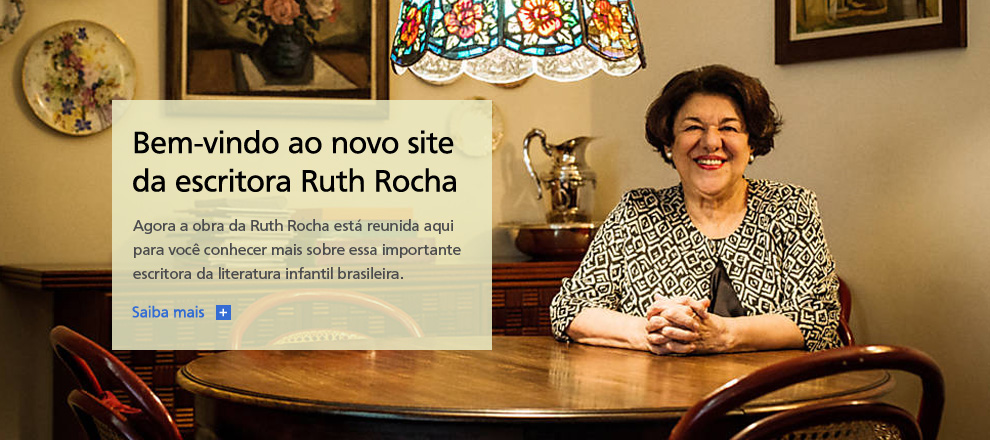 Bem-vindo ao novo site
da escritora Ruth Rocha
Agora a obra da Ruth Rocha está reunida aqui
para você conhecer mais sobre essa importante
escritora da literatura infantil brasileira.
Saiba mais +